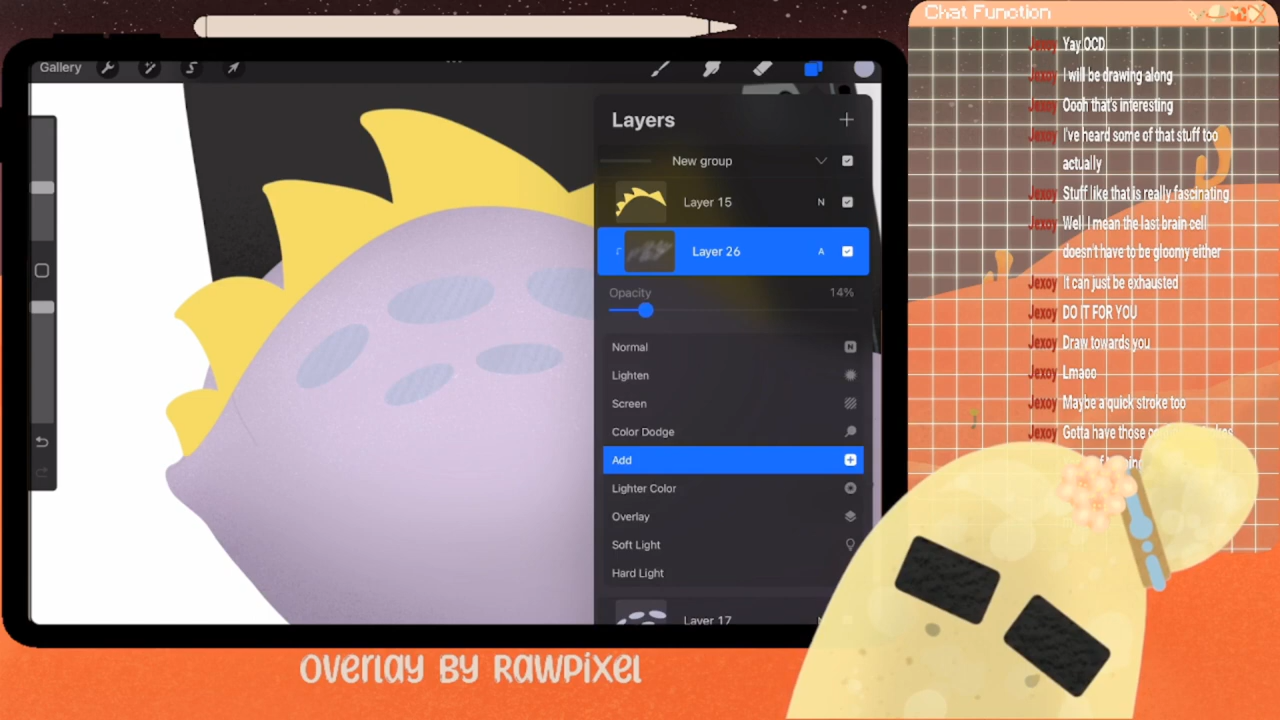 Gallery
Layers
New group
Layer 15 N
Layer 26 A
Opacity 14%
Normal N
Lighten
Screen
Color Dodge
Add
Lighter Color
Overlay
Soft Light
Hard Light
Layer 17
Chat Function
Jexoy Yay OCD
Jexoy I will be drawing along
Jexoy Oooh that's interesting
Jexoy I've heard some of that stuff too
actually
Jexoy Stuff like that is really fascinating
Jexoy Well I mean the last brain cell
doesn't have to be gloomy either
Jexoy It can just be exhausted
Jexoy DO IT FOR YOU
Jexoy Draw towards you
Jexoy Lmaoo
Jexoy Maybe a quick stroke too
Jexoy Gotta have those
OVERLAY BY RAWPIXEL